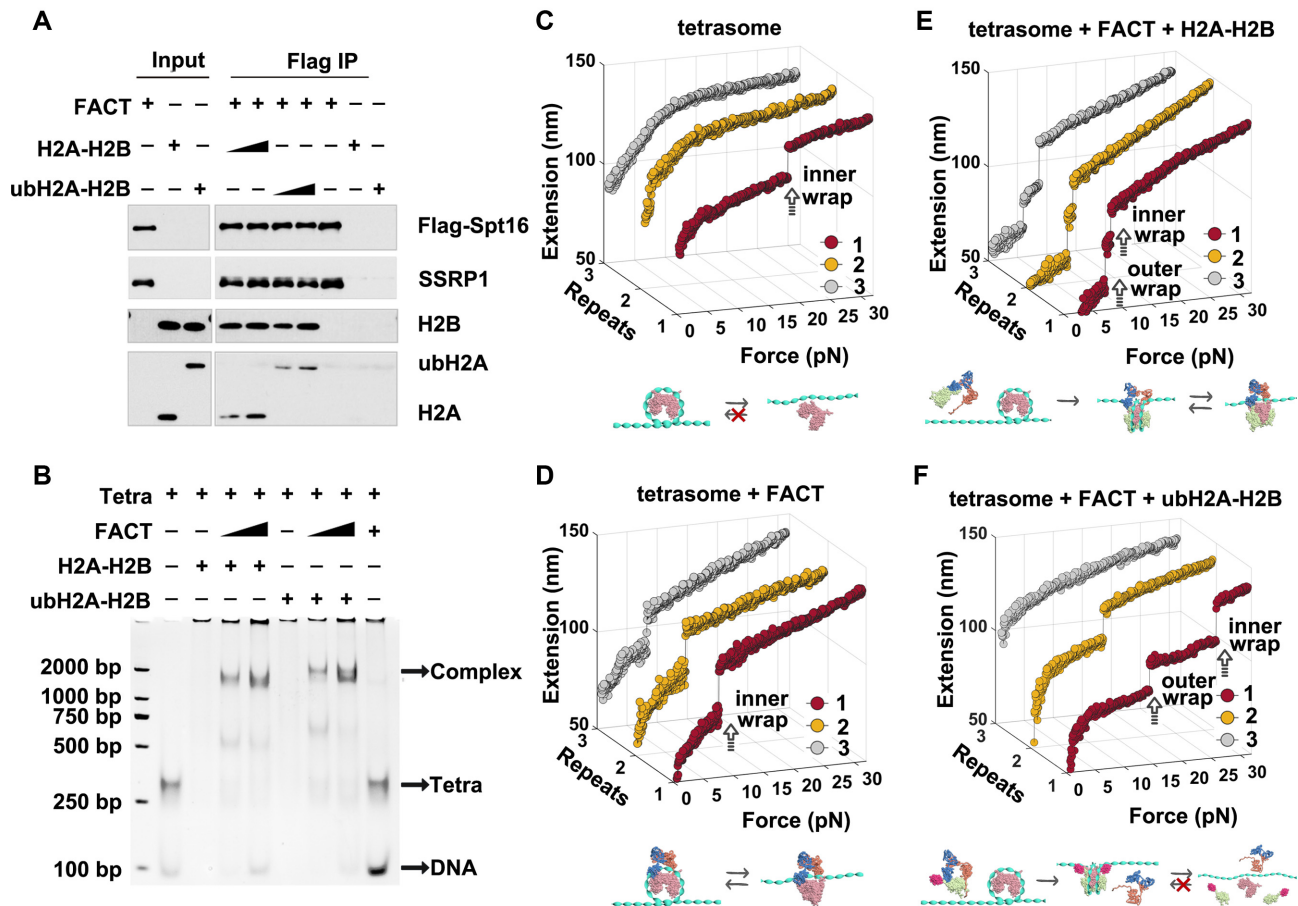 A
Input Flag IP
FACT + – – + + + + + – –
H2A-H2B – + – – – – + –
ubH2A-H2B – – + – – – – +
Flag-Spt16
SSRP1
H2B
ubH2A
H2A
B
Tetra + + + + + + + +
FACT – – – +
H2A-H2B – + + + – – – –
ubH2A-H2B – – – – + + + –
2000 bp
1000 bp
750 bp
500 bp
250 bp
100 bp
Complex
Tetra
DNA
C
tetrasome
Extension (nm)
150
100
50
3
2
1
Repeats
0 5 10 15 20 25 30
Force (pN)
inner
wrap
1
2
3
D
tetrasome + FACT
Extension (nm)
150
100
50
3
2
1
Repeats
0 5 10 15 20 25 30
Force (pN)
inner
wrap
1
2
3
E
tetrasome + FACT + H2A-H2B
Extension (nm)
150
100
50
3
2
1
Repeats
0 5 10 15 20 25 30
Force (pN)
inner
wrap
outer
wrap
1
2
3
F
tetrasome + FACT + ubH2A-H2B
Extension (nm)
150
100
50
3
2
1
Repeats
0 5 10 15 20 25 30
Force (pN)
inner
wrap
outer
wrap
1
2
3